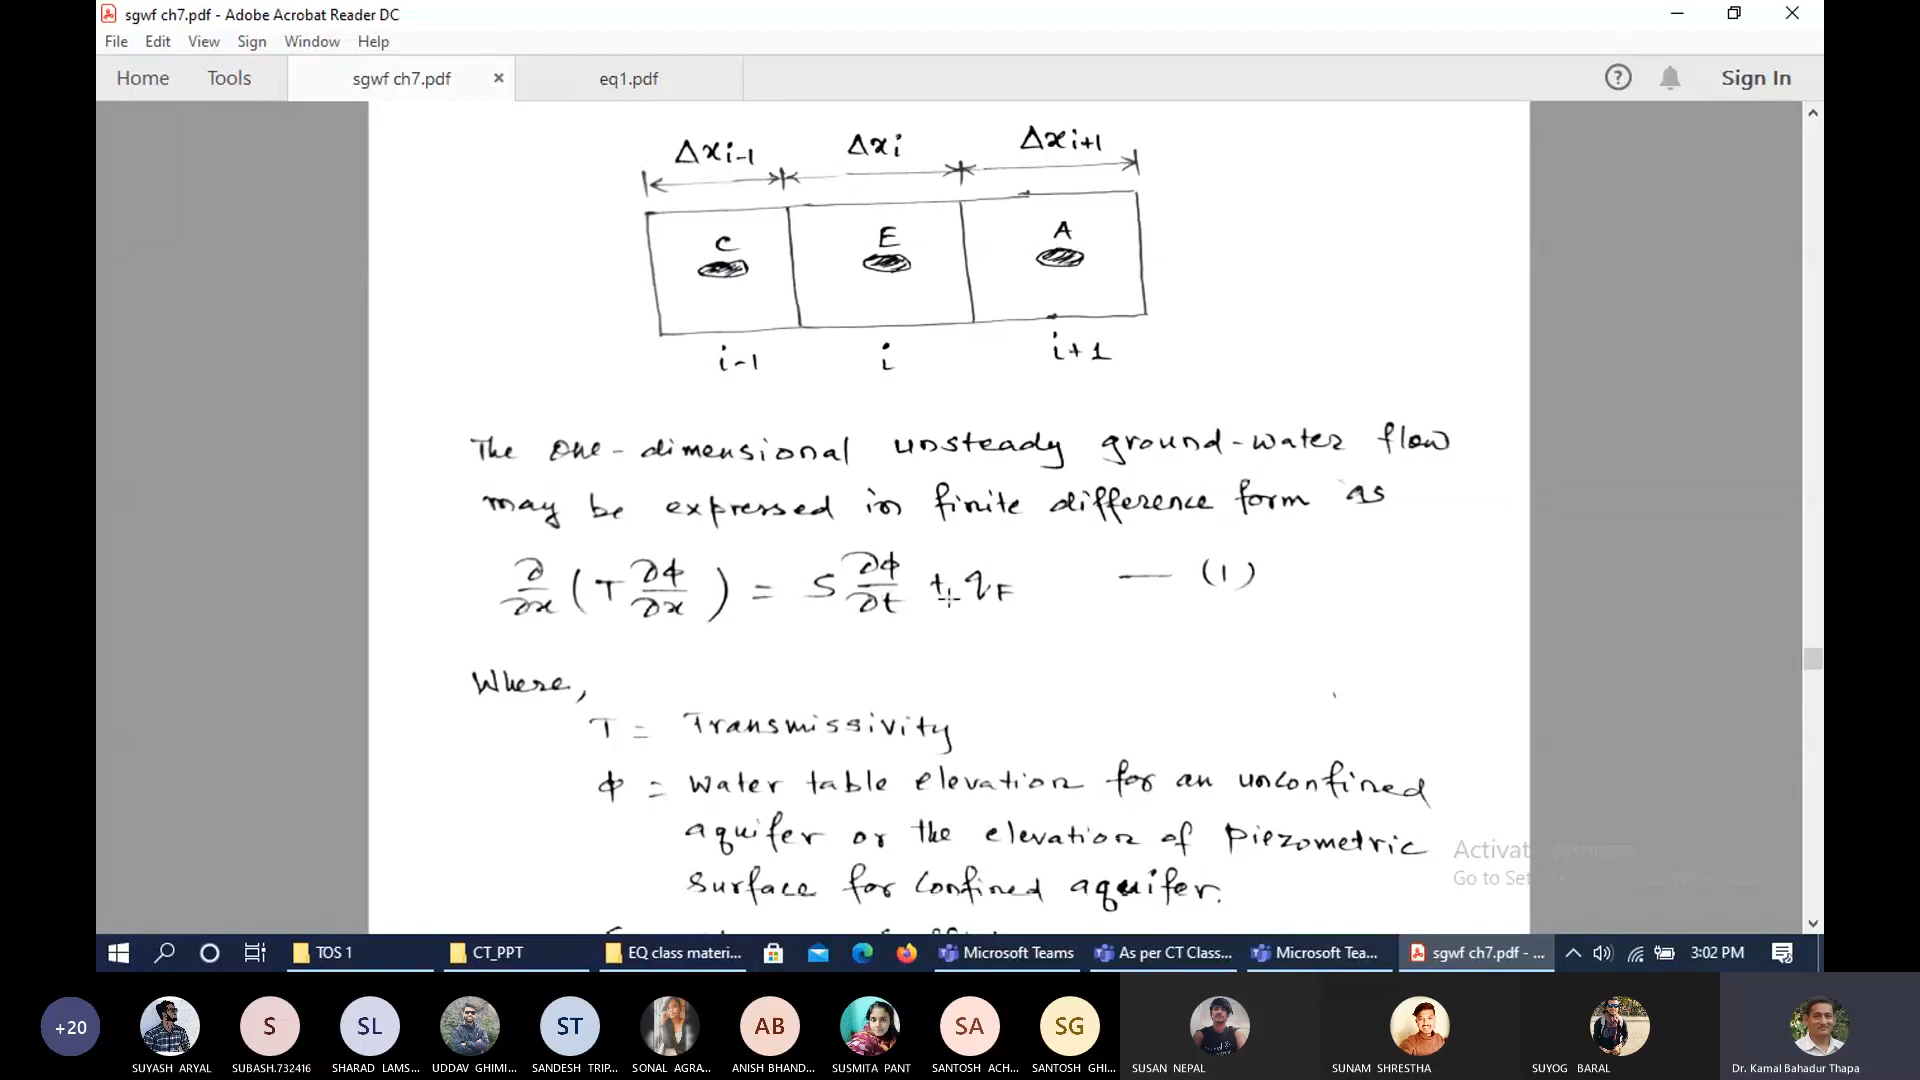 sgwf ch7.pdf - Adobe Acrobat Reader DC
File Edit View Sign Window Help
Home Tools sgwf ch7.pdf × eq1.pdf Sign In
Δxi-1 Δxi Δxi+1
C E A
i-1 i i+1
The one-dimensional unsteady ground-water flow
may be expressed in finite difference form as
∂/∂x (T ∂ϕ/∂x) = S ∂ϕ/∂t + qF — (1)
Where,
T = Transmissivity
ϕ = Water table elevation for an unconfined
aquifer or the elevation of Piezometric
Surface for Confined aquifer.
Activat
Go to Set
TOS 1 CT_PPT EQ class materi... Microsoft Teams As per CT Class... Microsoft Tea... sgwf ch7.pdf - ... 3:02 PM
+20 S SL ST AB SA SG
SUYASH ARYAL SUBASH.732416 SHARAD LAMS... UDDAV GHIMI... SANDESH TRIP... SONAL AGRA... ANISH BHAND... SUSMITA PANT SANTOSH ACH... SANTOSH GHI... SUSAN NEPAL SUNAM SHRESTHA SUYOG BARAL Dr. Kamal Bahadur Thapa